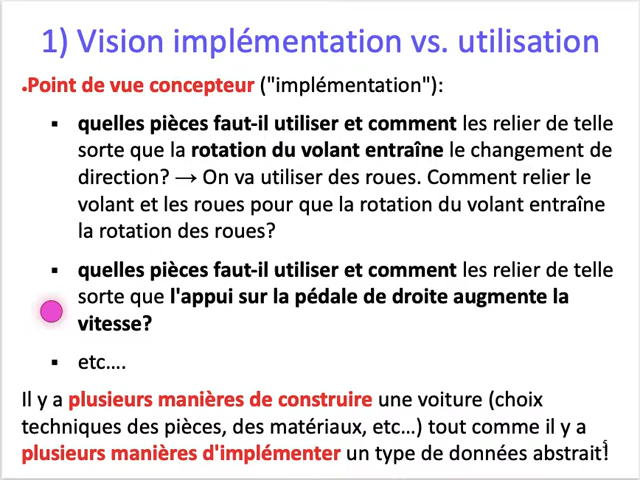 1) Vision implémentation vs. utilisation
•Point de vue concepteur ("implémentation"):
▪ quelles pièces faut-il utiliser et comment les relier de telle
sorte que la rotation du volant entraîne le changement de
direction? → On va utiliser des roues. Comment relier le
volant et les roues pour que la rotation du volant entraîne
la rotation des roues?
▪ quelles pièces faut-il utiliser et comment les relier de telle
sorte que l'appui sur la pédale de droite augmente la
vitesse?
▪ etc….
Il y a plusieurs manières de construire une voiture (choix
techniques des pièces, des matériaux, etc…) tout comme il y a
plusieurs manières d'implémenter un type de données abstrait!
5